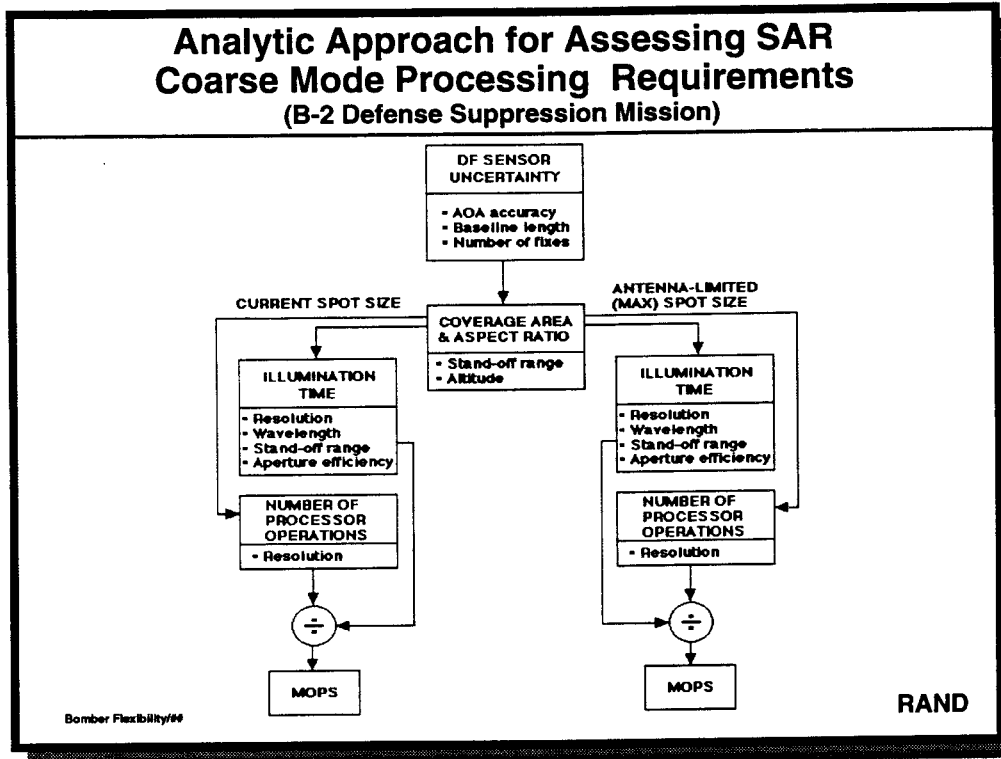 Analytic Approach for Assessing SAR
Coarse Mode Processing Requirements
(B-2 Defense Suppression Mission)
DF SENSOR
UNCERTAINTY
- AOA accuracy
- Baseline length
- Number of fixes
CURRENT SPOT SIZE
ANTENNA-LIMITED
(MAX) SPOT SIZE
COVERAGE AREA
& ASPECT RATIO
- Stand-off range
- Altitude
ILLUMINATION
TIME
- Resolution
- Wavelength
- Stand-off range
- Aperture efficiency
ILLUMINATION
TIME
- Resolution
- Wavelength
- Stand-off range
- Aperture efficiency
NUMBER OF
PROCESSOR
OPERATIONS
- Resolution
NUMBER OF
PROCESSOR
OPERATIONS
- Resolution
÷
÷
MOPS
MOPS
Bomber Flexibility/##
RAND